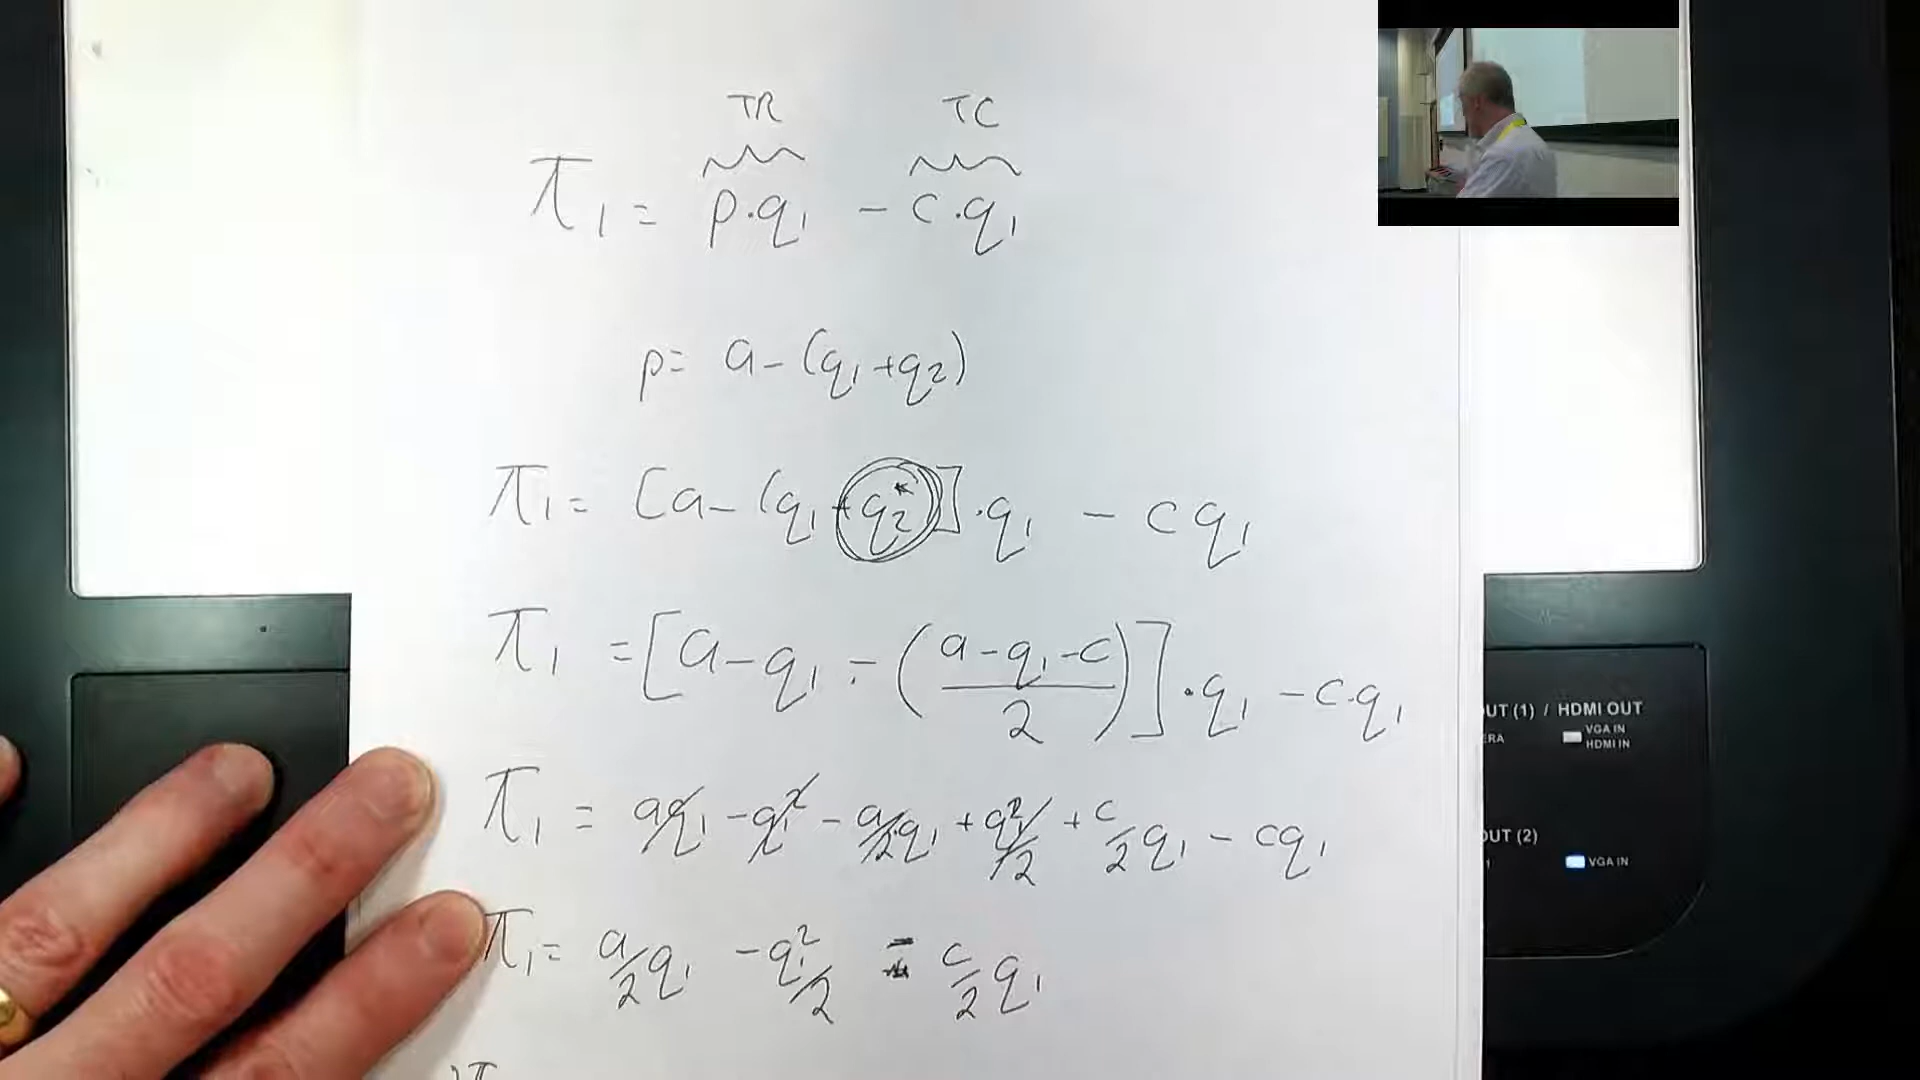 TR TC
π₁ = p·q₁ - c·q₁
p = a - (q₁ + q₂)
π₁ = [a - (q₁ + q₂*]·q₁ - cq₁
π₁ = [a - q₁ - ((a - q₁ - c)/2)]·q₁ - c·q₁
π₁ = aq₁ - q₁² - a/2·q₁ + q₁²/2 + c/2 q₁ - cq₁
π₁ = a/2 q₁ - q₁²/2 - c/2 q₁
UT (1) / HDMI OUT
ERA
VGA IN
HDMI IN
OUT (2)
VGA IN